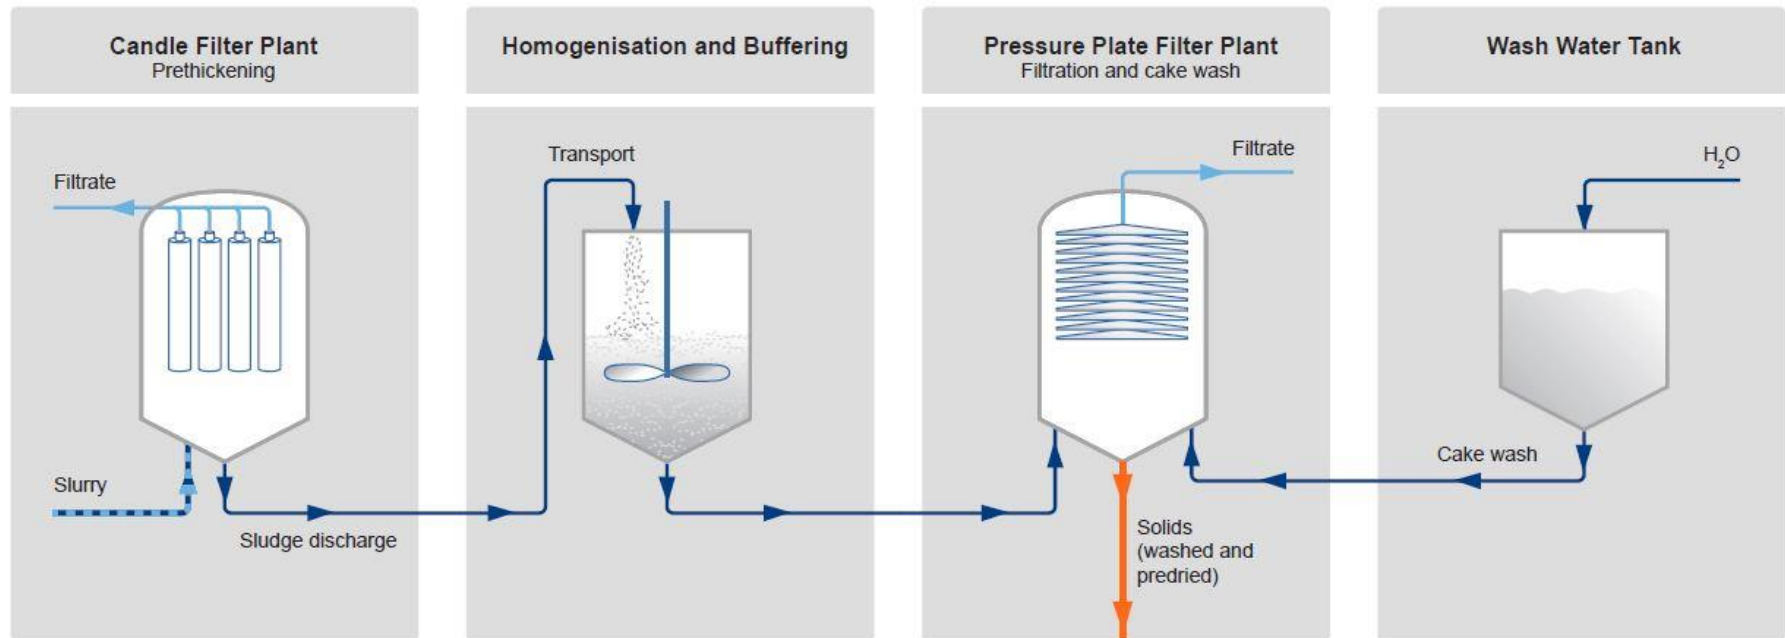 Candle Filter Plant
Prethickening
Homogenisation and Buffering
Pressure Plate Filter Plant
Filtration and cake wash
Wash Water Tank
Filtrate
Slurry
Sludge discharge
Transport
Filtrate
Solids
(washed and
predried)
H₂O
Cake wash